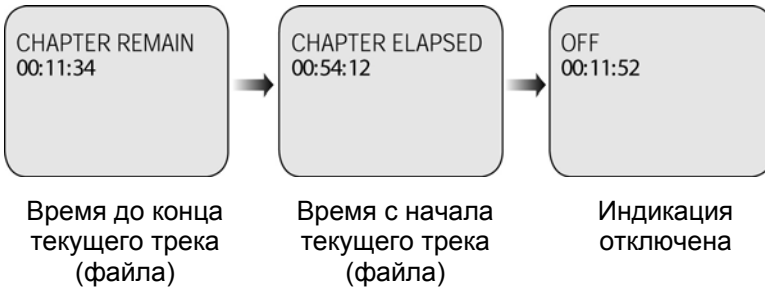 CHAPTER REMAIN
00:11:34
CHAPTER ELAPSED
00:54:12
OFF
00:11:52
Время до конца
текущего трека
(файла)
Время с начала
текущего трека
(файла)
Индикация
отключена